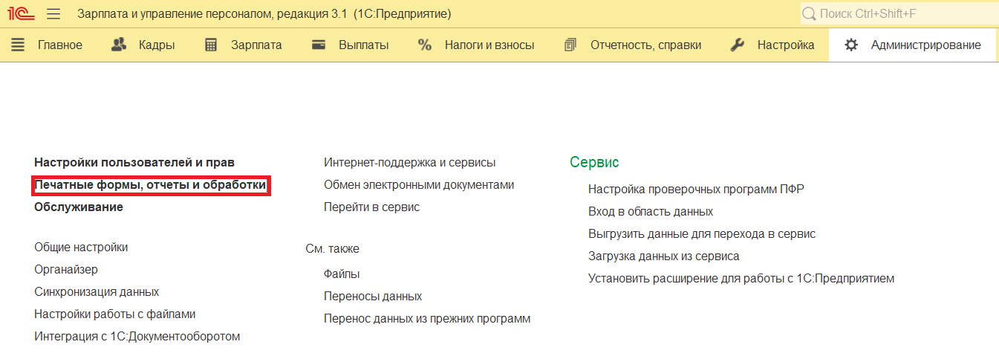 1С Зарплата и управление персоналом, редакция 3.1 (1С:Предприятие) Поиск Ctrl+Shift+F
Главное Кадры Зарплата Выплаты % Налоги и взносы Отчетность, справки Настройка Администрирование
Настройки пользователей и прав
Печатные формы, отчеты и обработки
Обслуживание
Общие настройки
Органайзер
Синхронизация данных
Настройки работы с файлами
Интеграция с 1С:Документооборотом
Интернет-поддержка и сервисы
Обмен электронными документами
Перейти в сервис
См. также
Файлы
Переносы данных
Перенос данных из прежних программ
Сервис
Настройка проверочных программ ПФР
Вход в область данных
Выгрузить данные для перехода в сервис
Загрузка данных из сервиса
Установить расширение для работы с 1С:Предприятием